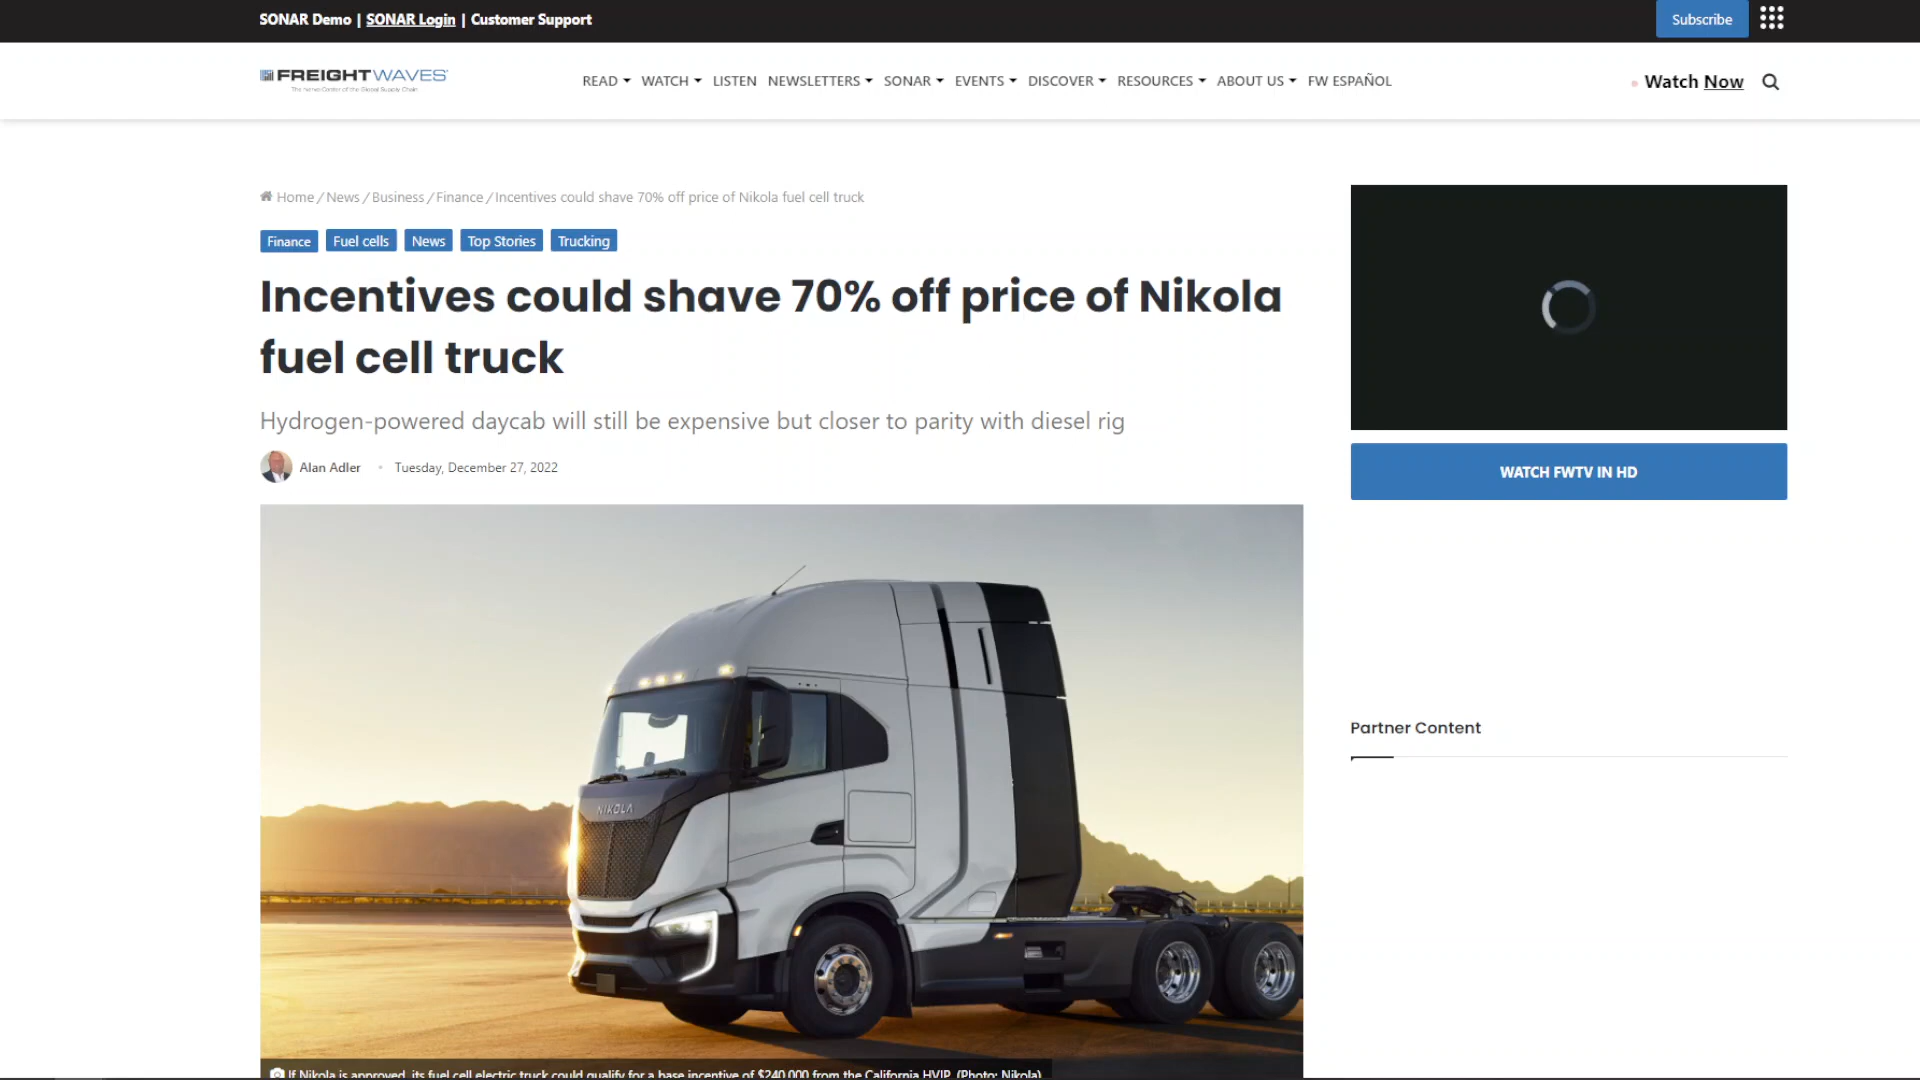 SONAR Demo | SONAR Login | Customer Support
Subscribe
FREIGHTWAVES
The Nerve-Center of the Global Supply Chain
READ WATCH LISTEN NEWSLETTERS SONAR EVENTS DISCOVER RESOURCES ABOUT US FW ESPAÑOL
Watch Now
Home / News / Business / Finance / Incentives could shave 70% off price of Nikola fuel cell truck
Finance Fuel cells News Top Stories Trucking
Incentives could shave 70% off price of Nikola
fuel cell truck
Hydrogen-powered daycab will still be expensive but closer to parity with diesel rig
Alan Adler • Tuesday, December 27, 2022
WATCH FWTV IN HD
Partner Content
NIKOLA
If Nikola is approved, its fuel cell electric truck could qualify for a base incentive of $240,000 from the California HVIP. (Photo: Nikola)